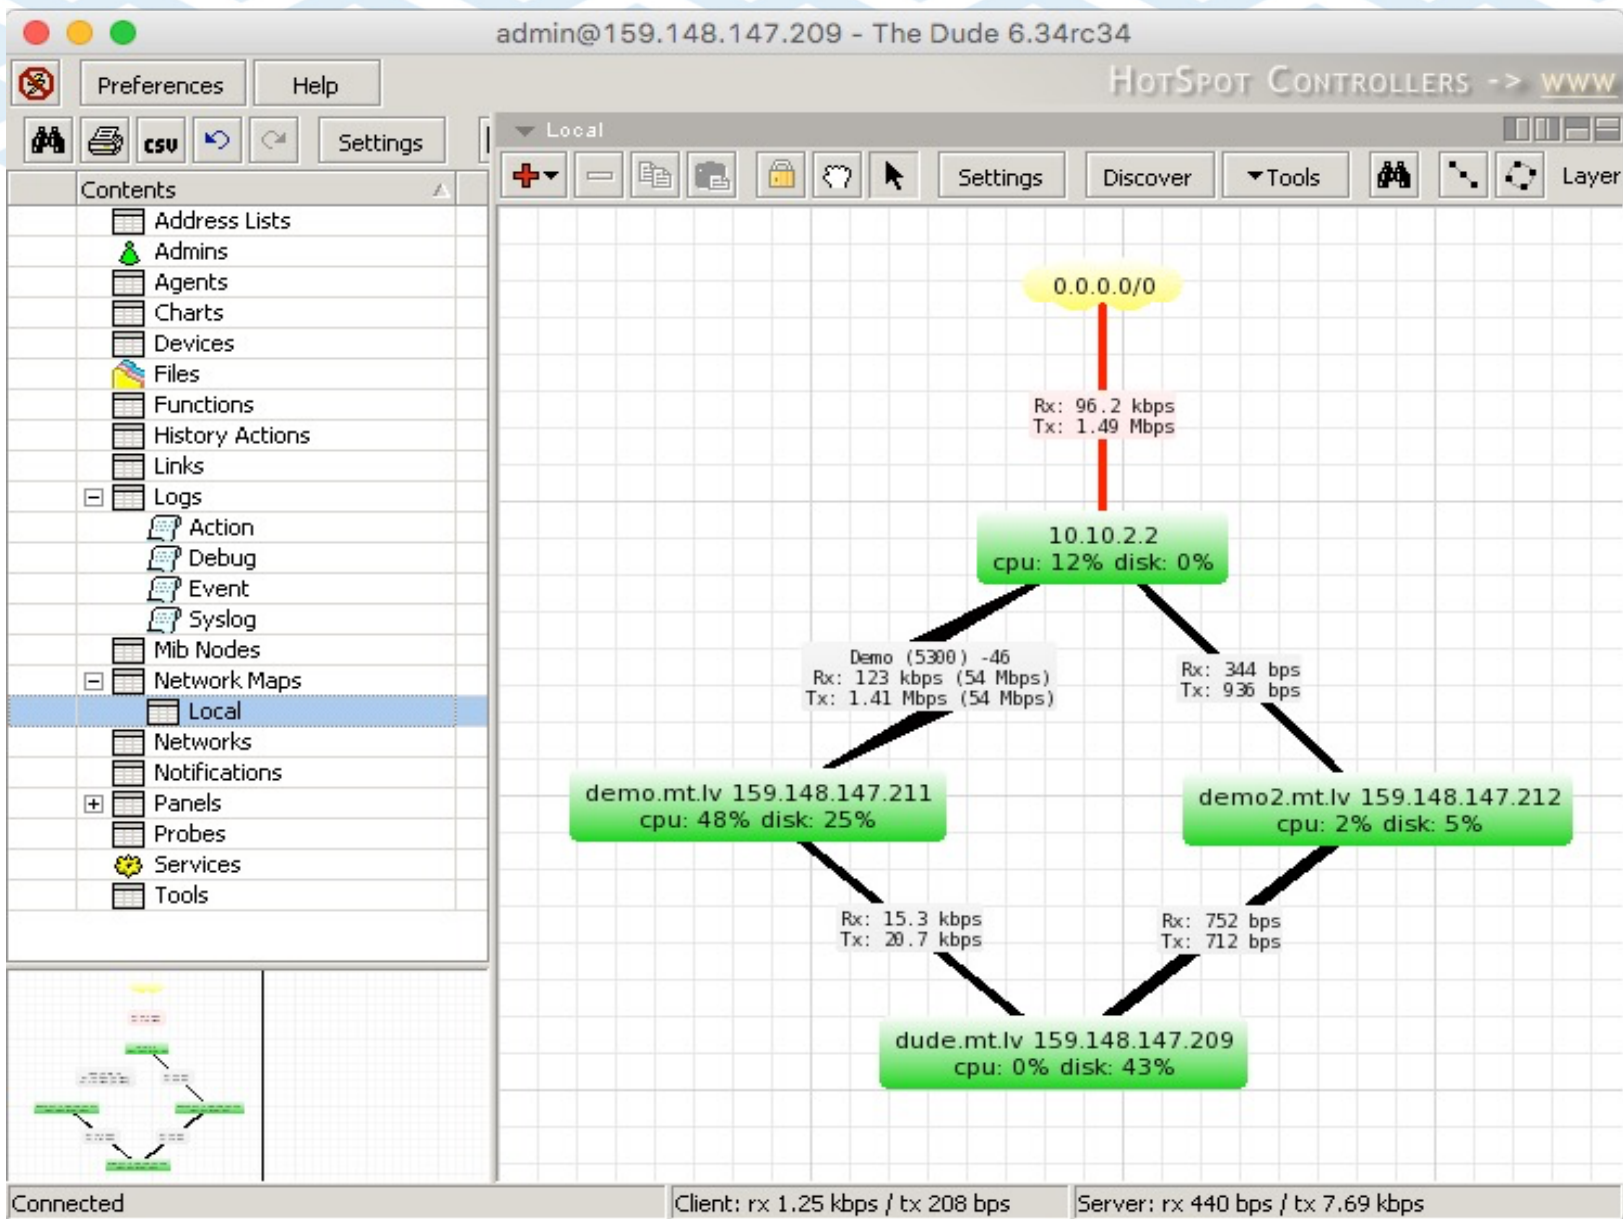 admin@159.148.147.209 - The Dude 6.34rc34
Preferences
Help
HotSpot Controllers -> www
csv
Settings
Local
Settings
Discover
Tools
Layer
Contents
Address Lists
Admins
Agents
Charts
Devices
Files
Functions
History Actions
Links
Logs
Action
Debug
Event
Syslog
Mib Nodes
Network Maps
Local
Networks
Notifications
Panels
Probes
Services
Tools
0.0.0.0/0
Rx: 96.2 kbps
Tx: 1.49 Mbps
10.10.2.2
cpu: 12% disk: 0%
Demo (5300) -46
Rx: 123 kbps (54 Mbps)
Tx: 1.41 Mbps (54 Mbps)
Rx: 344 bps
Tx: 936 bps
demo.mt.lv 159.148.147.211
cpu: 48% disk: 25%
demo2.mt.lv 159.148.147.212
cpu: 2% disk: 5%
Rx: 15.3 kbps
Tx: 20.7 kbps
Rx: 752 bps
Tx: 712 bps
dude.mt.lv 159.148.147.209
cpu: 0% disk: 43%
Connected
Client: rx 1.25 kbps / tx 208 bps
Server: rx 440 bps / tx 7.69 kbps